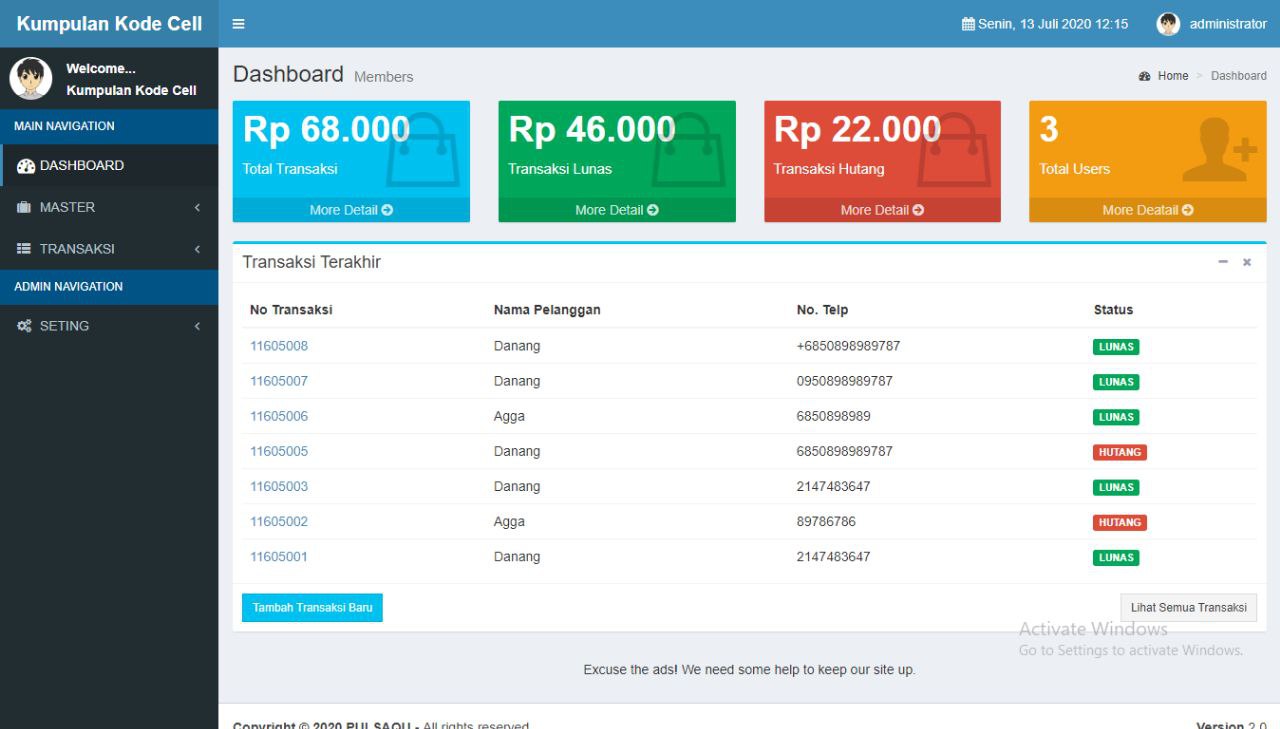 Kumpulan Kode Cell
Senin, 13 Juli 2020 12:15 administrator
Welcome...
Kumpulan Kode Cell
MAIN NAVIGATION
DASHBOARD
MASTER
TRANSAKSI
ADMIN NAVIGATION
SETING
Dashboard Members
Home > Dashboard
Rp 68.000
Total Transaksi
More Detail
Rp 46.000
Transaksi Lunas
More Detail
Rp 22.000
Transaksi Hutang
More Detail
3
Total Users
More Deatail
Transaksi Terakhir
No Transaksi Nama Pelanggan No. Telp Status
11605008 Danang +6850898989787 LUNAS
11605007 Danang 0950898989787 LUNAS
11605006 Agga 6850898989 LUNAS
11605005 Danang 6850898989787 HUTANG
11605003 Danang 2147483647 LUNAS
11605002 Agga 89786786 HUTANG
11605001 Danang 2147483647 LUNAS
Tambah Transaksi Baru Lihat Semua Transaksi
Activate Windows
Go to Settings to activate Windows.
Excuse the ads! We need some help to keep our site up.
Copyright © 2020 PULSAQU - All rights reserved Version 2.0